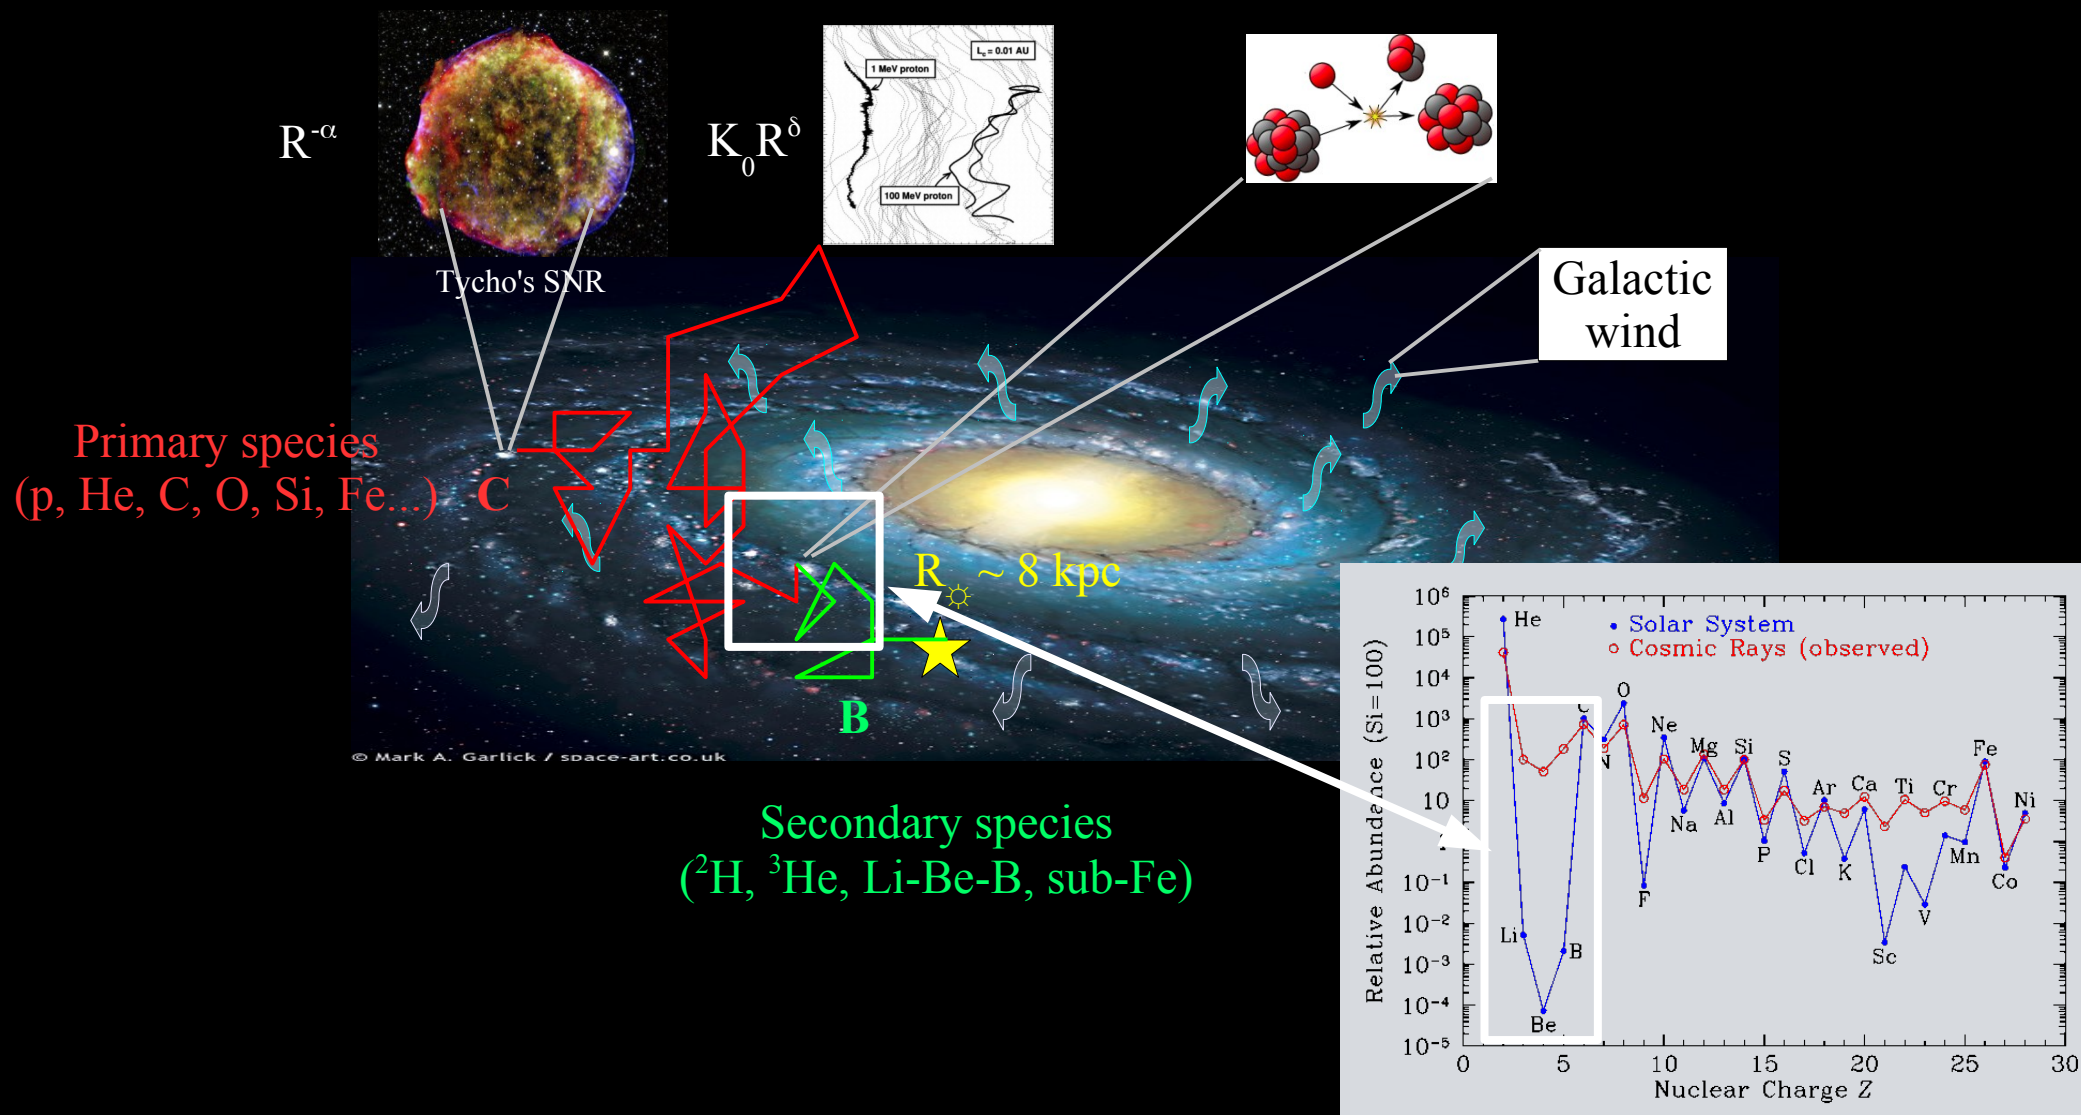 R^-α
K₀R^δ
L_c = 0.01 AU
1 MeV proton
100 MeV proton
Tycho's SNR
Galactic
wind
Primary species
(p, He, C, O, Si, Fe...)
C
R☼ ~ 8 kpc
B
© Mark A. Garlick / space-art.co.uk
Secondary species
(²H, ³He, Li-Be-B, sub-Fe)
Relative Abundance (Si=100)
10⁶
10⁵
10⁴
10³
10²
10
10⁻¹
10⁻²
10⁻³
10⁻⁴
10⁻⁵
Solar System
Cosmic Rays (observed)
He
Li
Be
B
C
N
O
F
Ne
Na
Mg
Al
Si
P
S
Cl
Ar
K
Ca
Sc
Ti
V
Cr
Mn
Fe
Co
Ni
0 5 10 15 20 25 30
Nuclear Charge Z